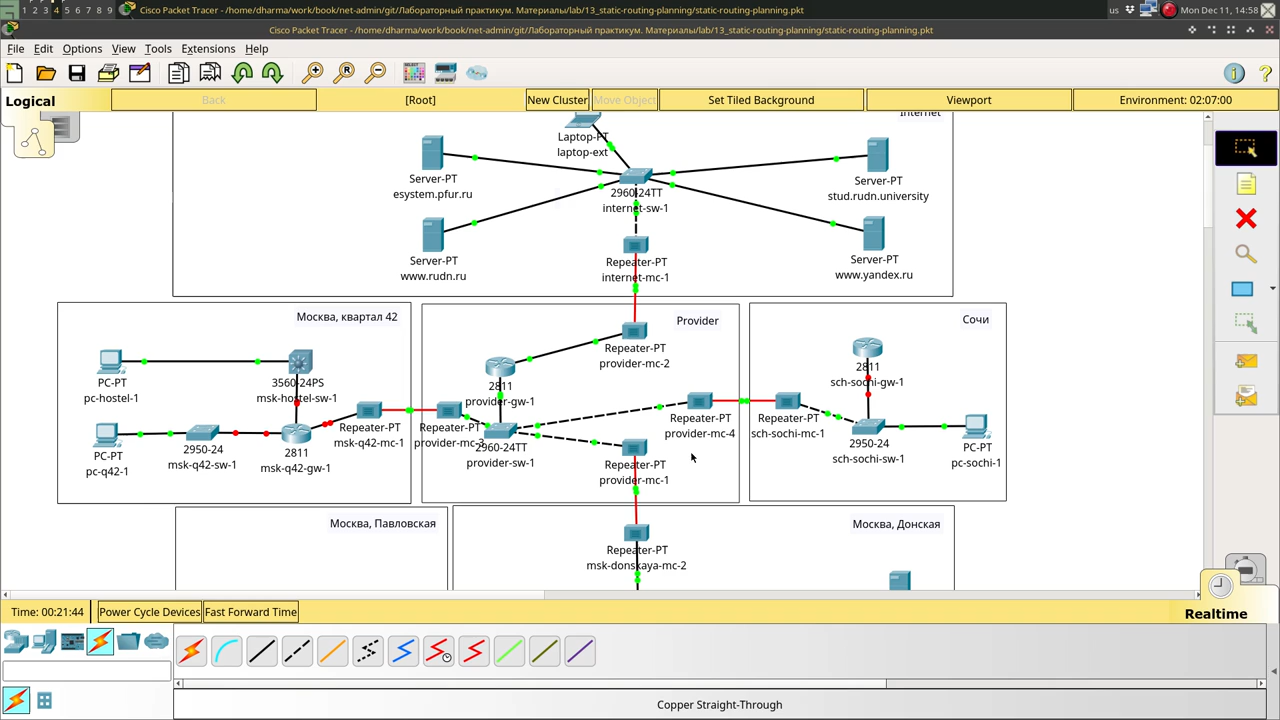 1 2 3 4 5 6 7 8 9
Cisco Packet Tracer - /home/dharma/work/book/net-admin/git/Лабораторный практикум. Материалы/lab/13_static-routing-planning/static-routing-planning.pkt
us
Mon Dec 11, 14:58
Cisco Packet Tracer - /home/dharma/work/book/net-admin/git/Лабораторный практикум. Материалы/lab/13_static-routing-planning/static-routing-planning.pkt
File Edit Options View Tools Extensions Help
Logical
Back
[Root]
New Cluster
Move Object
Set Tiled Background
Viewport
Environment: 02:07:00
Internet
Laptop-PT
laptop-ext
Server-PT
esystem.pfur.ru
2960-24TT
internet-sw-1
Server-PT
stud.rudn.university
Server-PT
www.rudn.ru
Repeater-PT
internet-mc-1
Server-PT
www.yandex.ru
Москва, квартал 42
Provider
Сочи
PC-PT
pc-hostel-1
3560-24PS
msk-hostel-sw-1
2811
provider-gw-1
Repeater-PT
provider-mc-2
2811
sch-sochi-gw-1
PC-PT
pc-q42-1
2950-24
msk-q42-sw-1
2811
msk-q42-gw-1
Repeater-PT
msk-q42-mc-1
Repeater-PT
provider-mc-3
2960-24TT
provider-sw-1
Repeater-PT
provider-mc-4
Repeater-PT
sch-sochi-mc-1
2950-24
sch-sochi-sw-1
PC-PT
pc-sochi-1
Repeater-PT
provider-mc-1
Москва, Павловская
Москва, Донская
Repeater-PT
msk-donskaya-mc-2
Time: 00:21:44
Power Cycle Devices
Fast Forward Time
Realtime
Copper Straight-Through